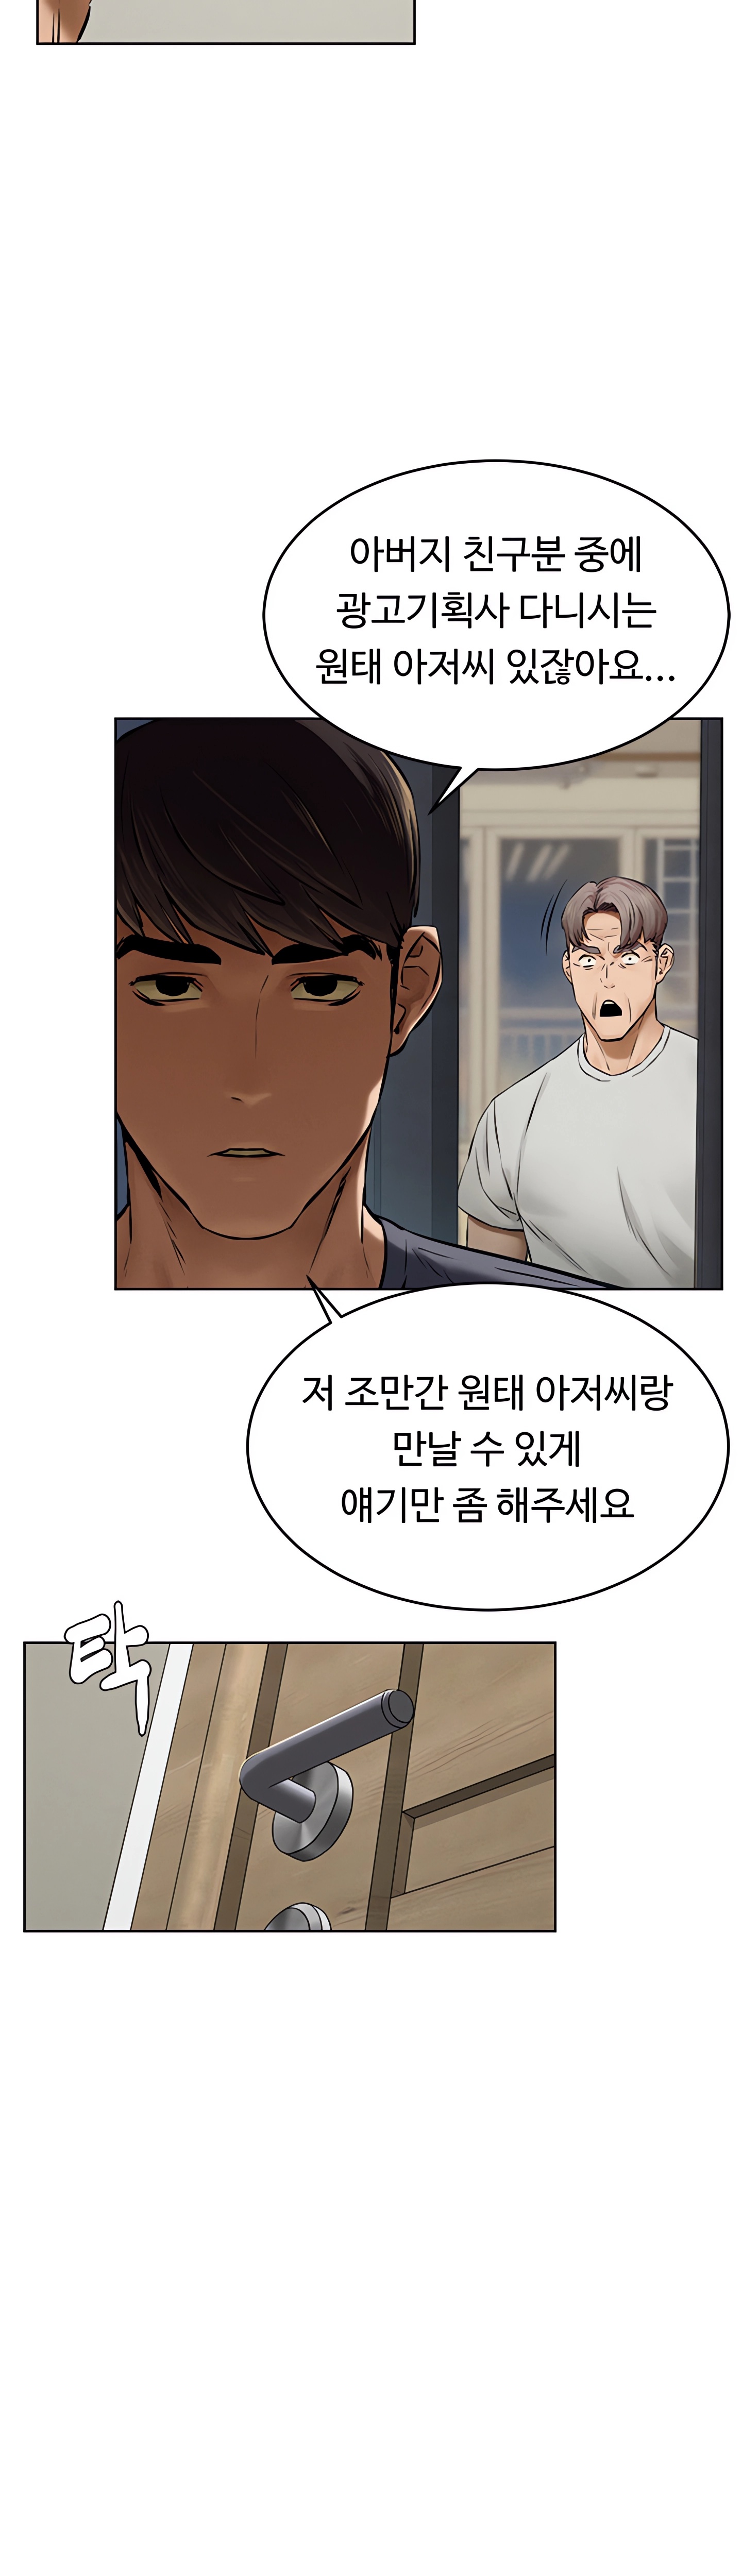 아버지 친구분 중에
광고기획사 다니시는
원태 아저씨 있잖아요...
저 조만간 원태 아저씨랑
만날 수 있게
얘기만 좀 해주세요
탁